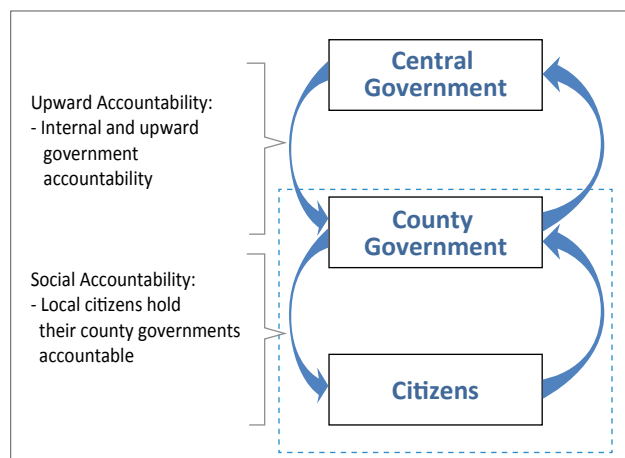 Central
Government
Upward Accountability:
- Internal and upward
government
accountability
County
Government
Social Accountability:
- Local citizens hold
their county governments
accountable
Citizens